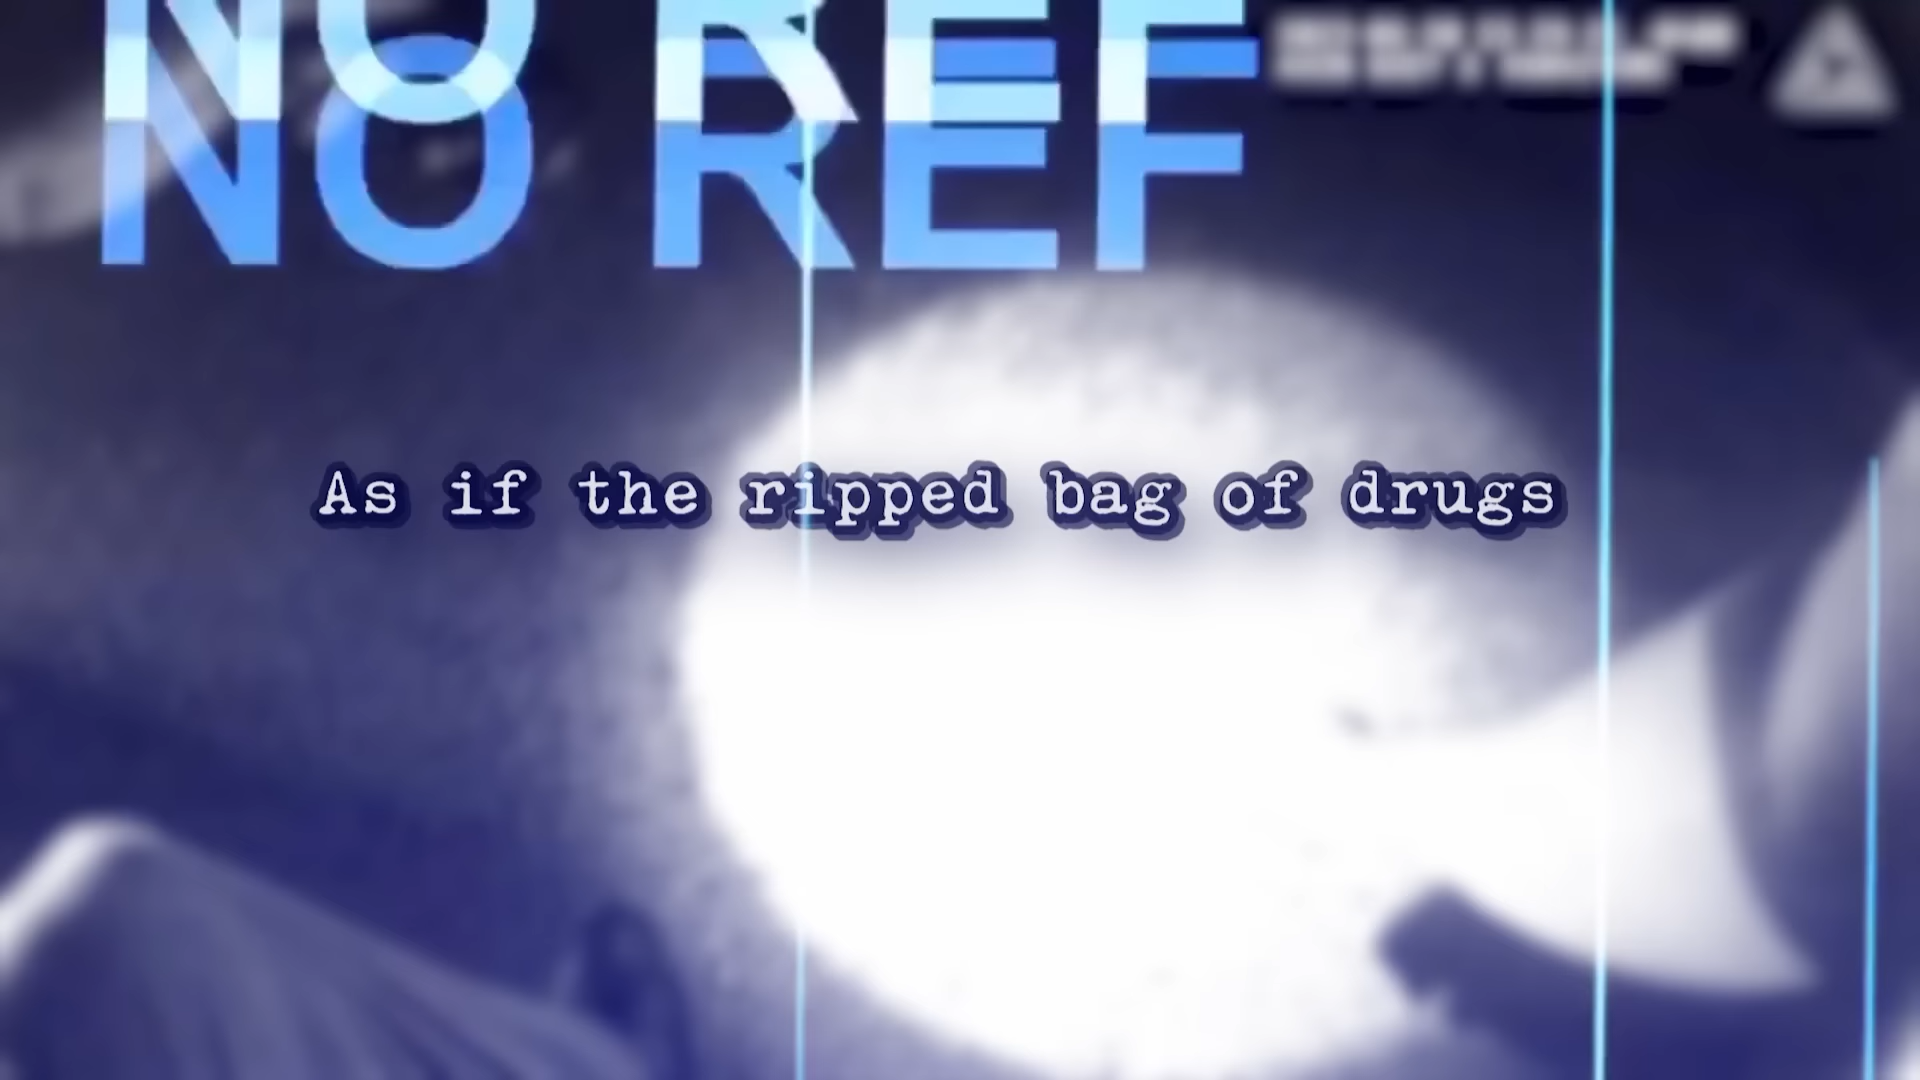 NO REF
NO REF
As if the ripped bag of drugs